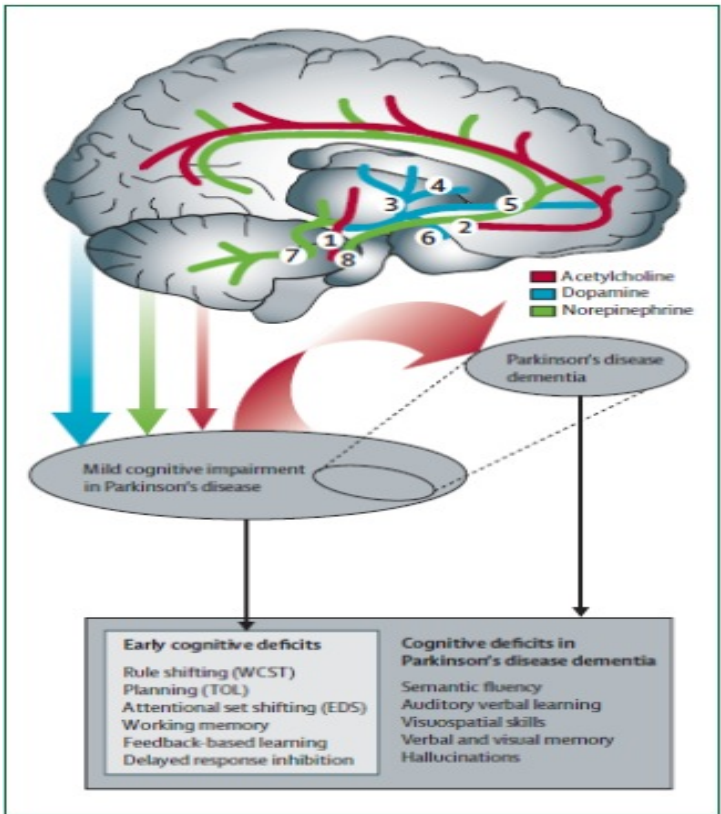 4
3
5
2
1
6
7
8
Acetylcholine
Dopamine
Norepinephrine
Parkinson's disease
dementia
Mild cognitive impairment
in Parkinson's disease
Early cognitive deficits
Rule shifting (WCST)
Planning (TOL)
Attentional set shifting (EDS)
Working memory
Feedback-based learning
Delayed response inhibition
Cognitive deficits in
Parkinson's disease dementia
Semantic fluency
Auditory verbal learning
Visuospatial skills
Verbal and visual memory
Hallucinations